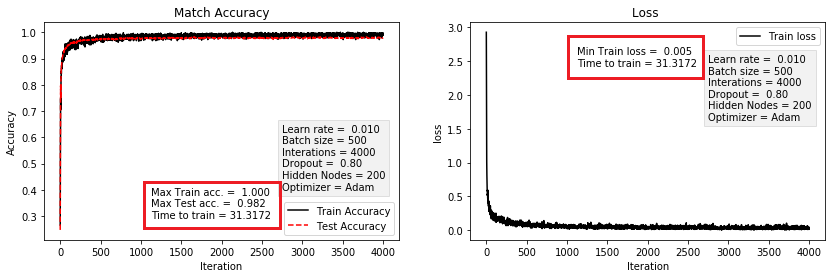 Match Accuracy
1.0
0.9
0.8
0.7
0.6
0.5
0.4
0.3
Accuracy
Learn rate =  0.010
Batch size = 500
Interations = 4000
Dropout =  0.80
Hidden Nodes = 200
Optimizer = Adam
Max Train acc. =  1.000
Max Test acc. =  0.982
Time to train = 31.3172
Train Accuracy
Test Accuracy
0 500 1000 1500 2000 2500 3000 3500 4000
Iteration
Loss
3.0
2.5
2.0
1.5
1.0
0.5
0.0
loss
Train loss
Min Train loss =  0.005
Time to train = 31.3172
Learn rate =  0.010
Batch size = 500
Interations = 4000
Dropout =  0.80
Hidden Nodes = 200
Optimizer = Adam
0 500 1000 1500 2000 2500 3000 3500 4000
Iteration